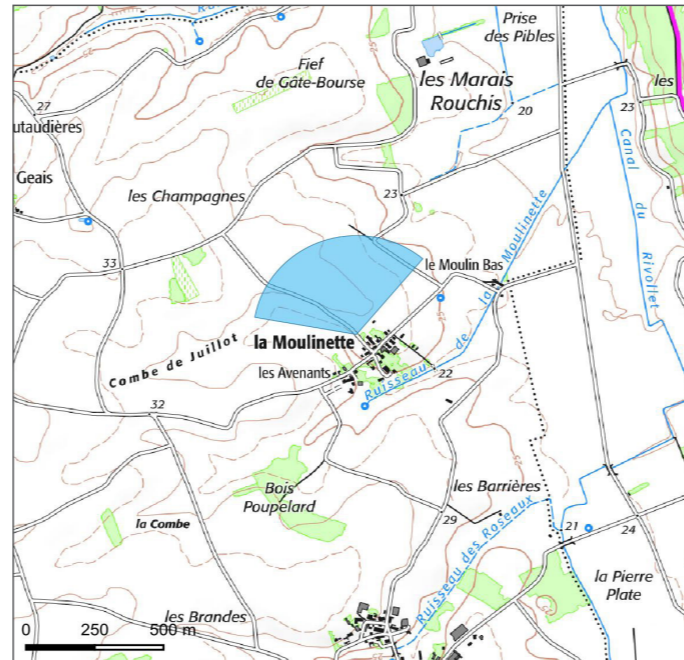 Prise
des Pibles
Fief
de Gâte-Bourse
les Marais
Rouchis
les
27
utaudières
20
23
Geais
les Champagnes
23
Canal du Rivollet
33
le Moulin Bas
Ruisseau de la Moulinette
Combe de Juillot
la Moulinette
les Avenants
22
32
Bois
Poupelard
les Barrières
la Combe
29
21
24
Ruisseau des Roseaux
la Pierre
Plate
les Brandes
0 250 500 m